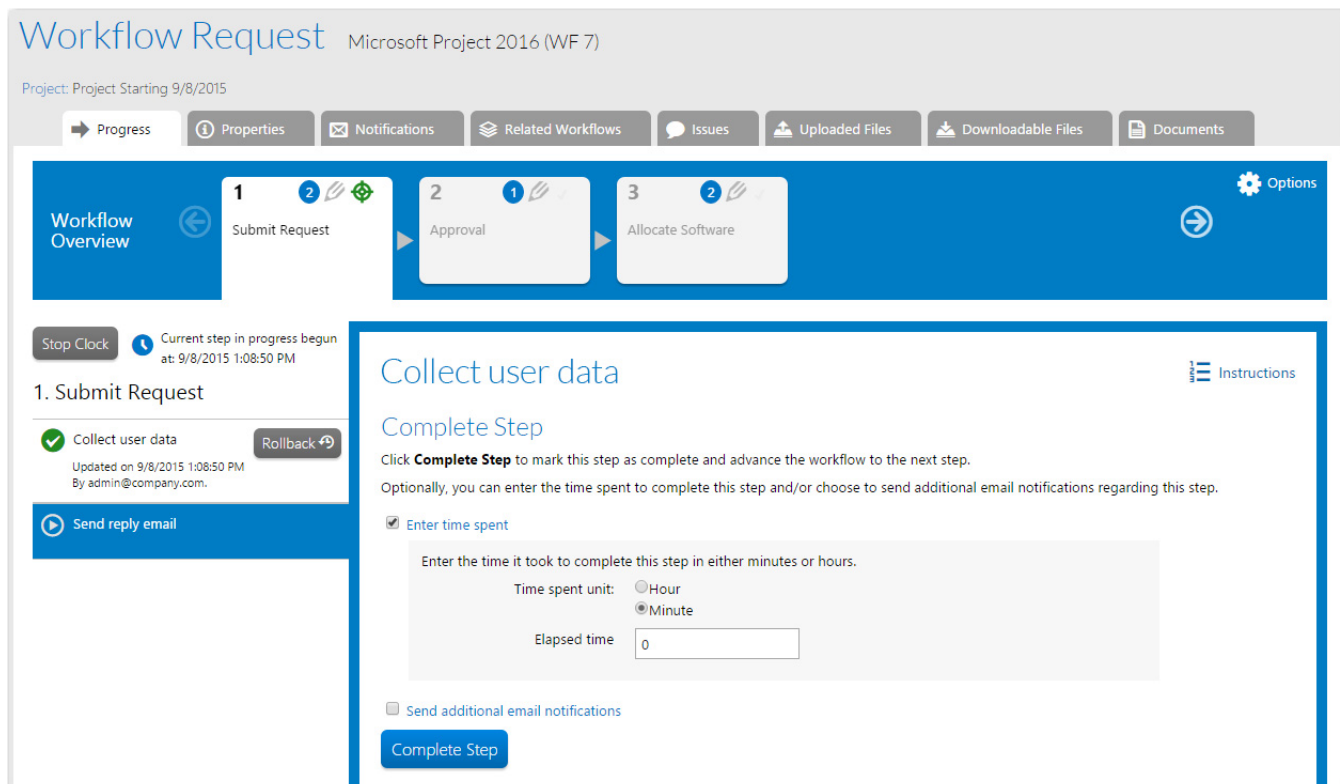 Workflow Request Microsoft Project 2016 (WF 7)
Project: Project Starting 9/8/2015
Progress Properties Notifications Related Workflows Issues Uploaded Files Downloadable Files Documents
Workflow Overview
1 2
Submit Request
2 1
Approval
3 2
Allocate Software
Options
Stop Clock
Current step in progress begun
at: 9/8/2015 1:08:50 PM
1. Submit Request
Collect user data
Rollback
Updated on 9/8/2015 1:08:50 PM
By admin@company.com.
Send reply email
Collect user data
Instructions
Complete Step
Click Complete Step to mark this step as complete and advance the workflow to the next step.
Optionally, you can enter the time spent to complete this step and/or choose to send additional email notifications regarding this step.
Enter time spent
Enter the time it took to complete this step in either minutes or hours.
Time spent unit: Hour
Minute
Elapsed time 0
Send additional email notifications
Complete Step